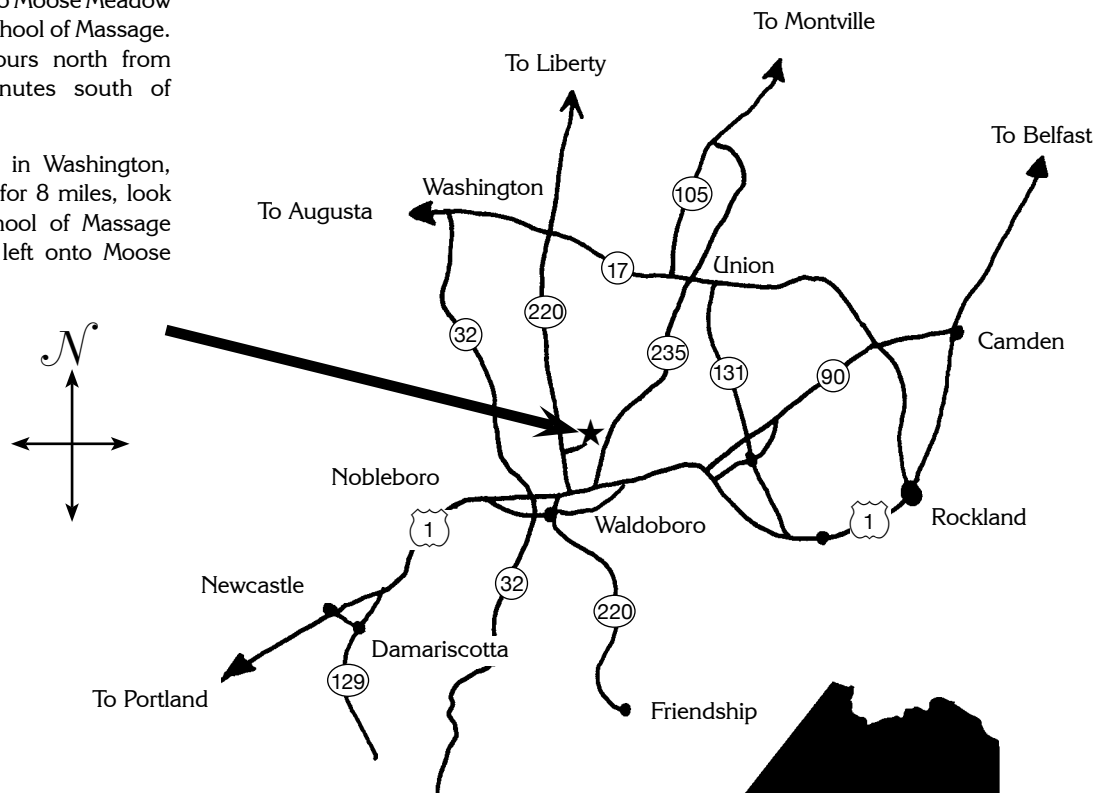 o Moose Meadow
hool of Massage.
ours north from
nutes south of
in Washington,
for 8 miles, look
hool of Massage
left onto Moose
To Montville
To Liberty
To Belfast
Washington
105
To Augusta
17
Union
220
32
N
235
131
90
Camden
Nobleboro
1
Waldoboro
1
Rockland
Newcastle
32
220
Damariscotta
129
To Portland
Friendship